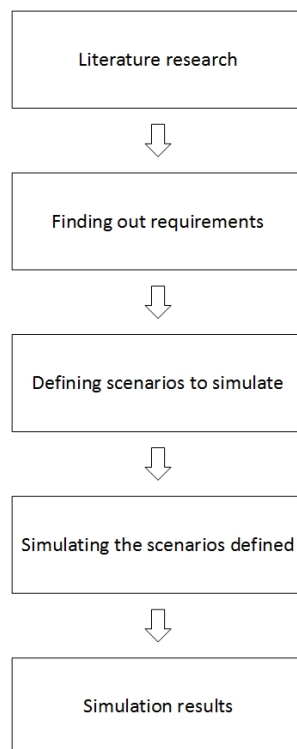 Literature research
Finding out requirements
Defining scenarios to simulate
Simulating the scenarios defined
Simulation results